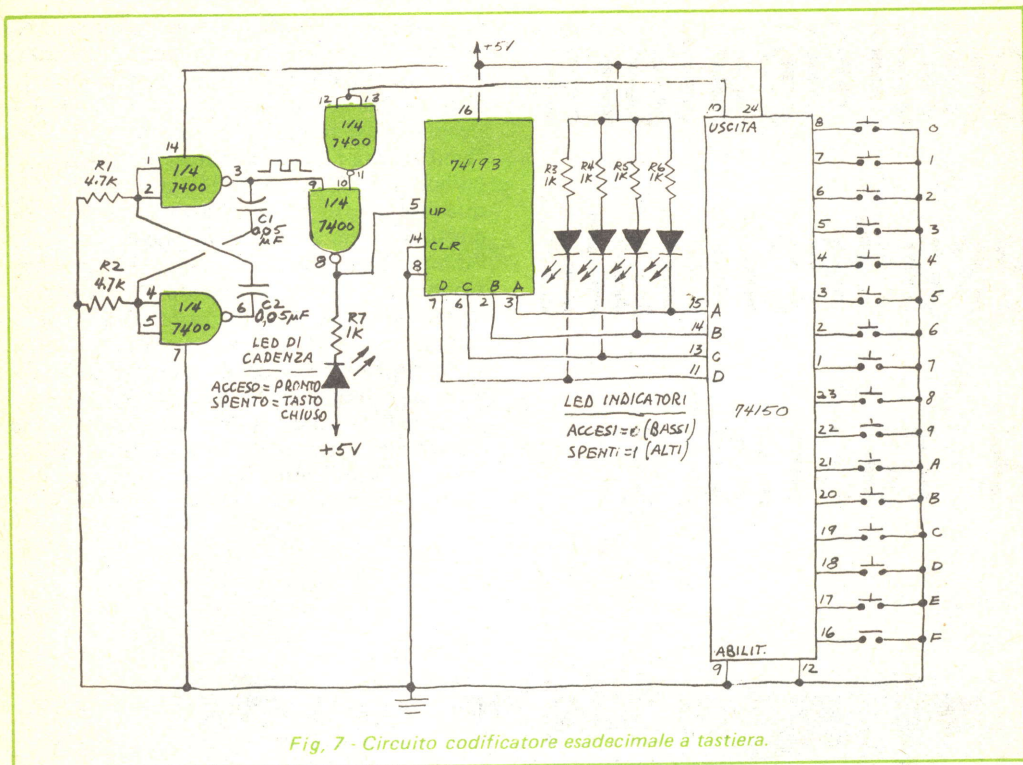 +5V
12 13
1/4
7400
11
14
1
2
1/4
7400
3
R1
4.7K
C1
0,05
µF
9
10
1/4
7400
8
R2
4.7K
4
5
1/4
7400
6
7
C2
0,05µF
LED DI
CADENZA
ACCESO = PRONTO
SPENTO = TASTO
CHIUSO
R7
1K
+5V
16
74193
5 UP
14 CLR
8
D C B A
7 6 2 3
R3
1K
R4
1K
R5
1K
R6
1K
LED INDICATORI
ACCESI = 0 (BASSI)
SPENTI = 1 (ALTI)
10 24
USCITA
15 A
14 B
13 C
11 D
74150
ABILIT.
9 12
8 0
7 1
6 2
5 3
4 4
3 5
2 6
1 7
23 8
22 9
21 A
20 B
19 C
18 D
17 E
16 F
Fig, 7 - Circuito codificatore esadecimale a tastiera.